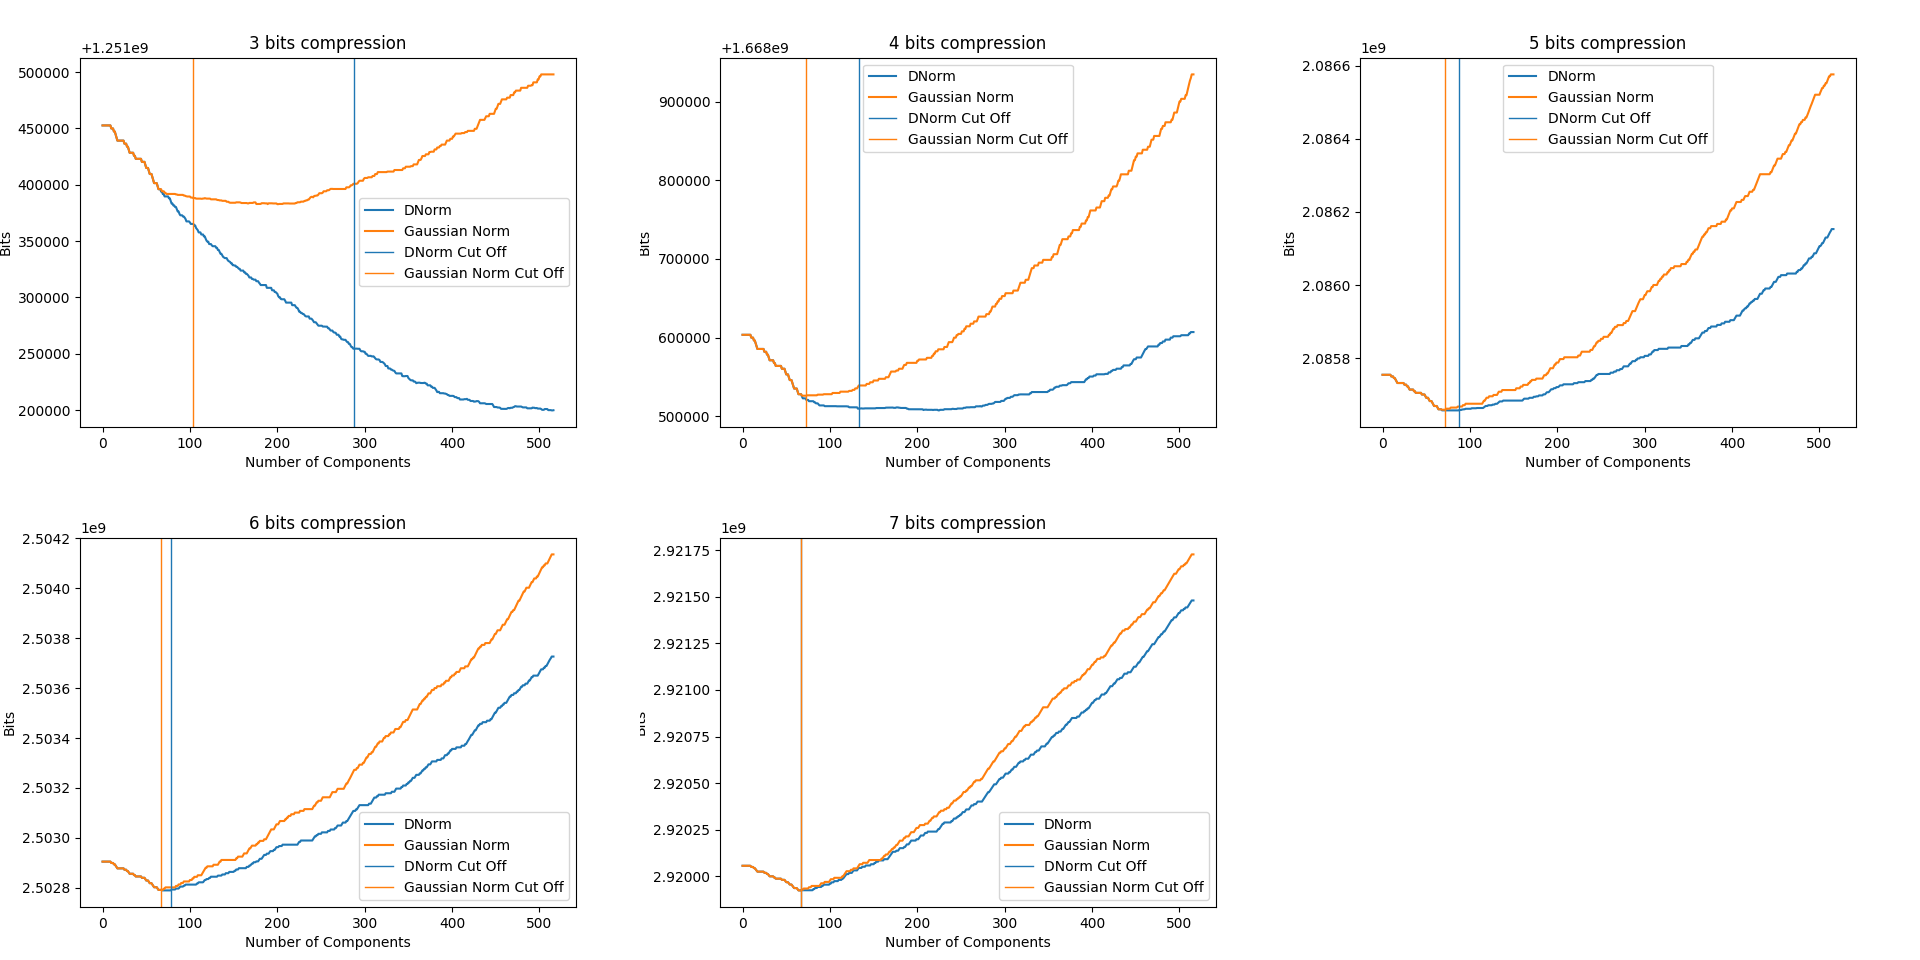 3 bits compression
+1.251e9
500000
450000
400000
350000
300000
250000
200000
Bits
0 100 200 300 400 500
Number of Components
DNorm
Gaussian Norm
DNorm Cut Off
Gaussian Norm Cut Off
4 bits compression
+1.668e9
900000
800000
700000
600000
500000
Bits
0 100 200 300 400 500
Number of Components
DNorm
Gaussian Norm
DNorm Cut Off
Gaussian Norm Cut Off
5 bits compression
1e9
2.0866
2.0864
2.0862
2.0860
2.0858
Bits
0 100 200 300 400 500
Number of Components
DNorm
Gaussian Norm
DNorm Cut Off
Gaussian Norm Cut Off
6 bits compression
1e9
2.5042
2.5040
2.5038
2.5036
2.5034
2.5032
2.5030
2.5028
Bits
0 100 200 300 400 500
Number of Components
DNorm
Gaussian Norm
DNorm Cut Off
Gaussian Norm Cut Off
7 bits compression
1e9
2.92175
2.92150
2.92125
2.92100
2.92075
2.92050
2.92025
2.92000
Bits
0 100 200 300 400 500
Number of Components
DNorm
Gaussian Norm
DNorm Cut Off
Gaussian Norm Cut Off